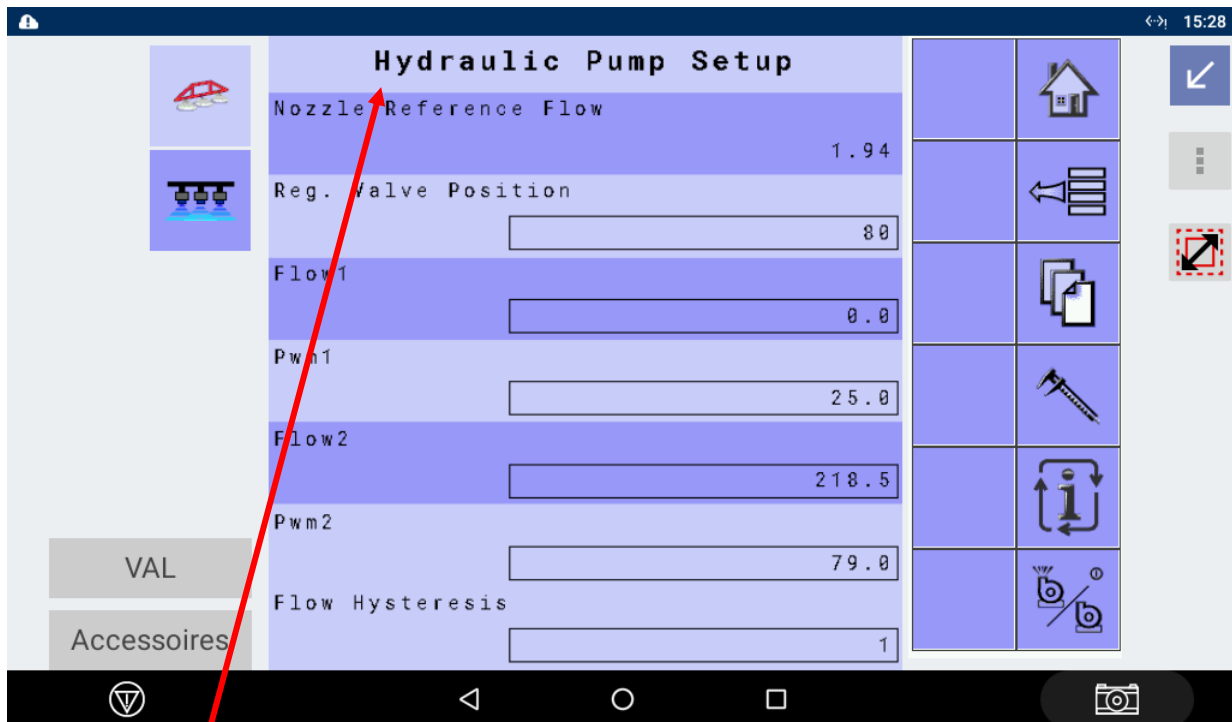 15:28
Hydraulic Pump Setup
Nozzle Reference Flow
1.94
Reg. Valve Position
80
Flow1
0.0
Pwm1
25.0
Flow2
218.5
Pwm2
79.0
Flow Hysteresis
1
VAL
Accessoires